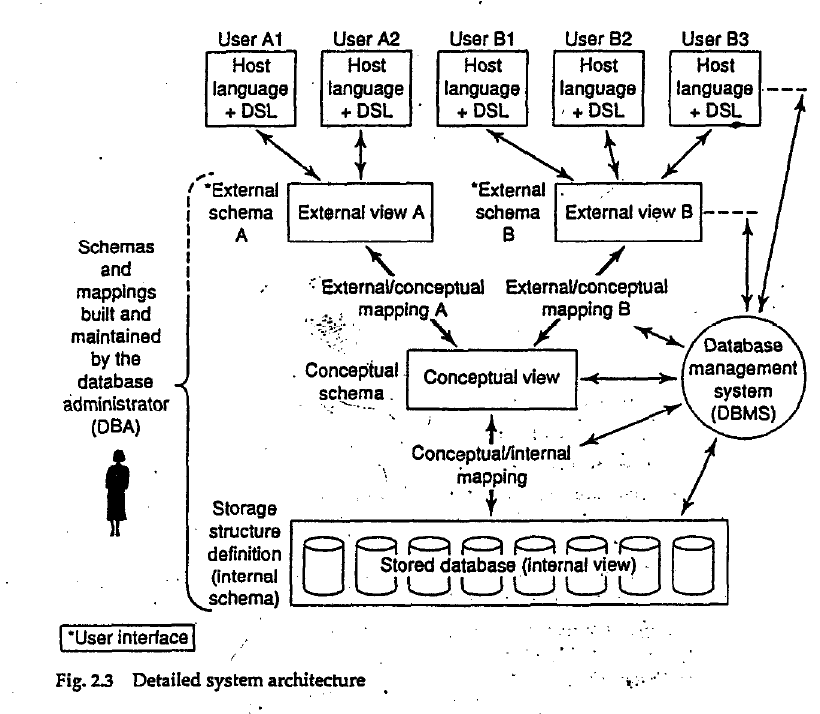 User A1
User A2
User B1
User B2
User B3
Host
language
+ DSL
Host
language
+ DSL
Host
language
+ DSL
Host
language
+ DSL
Host
language
+ DSL
*External
schema
A
External view A
*External
schema
B
External view B
Schemas
and
mappings
built and
maintained
by the
database
administrator
(DBA)
External/conceptual
mapping A
External/conceptual
mapping B
Conceptual
schema
Conceptual view
Database
management
system
(DBMS)
Conceptual/internal
mapping
Storage
structure
definition
(internal
schema)
Stored database (internal view)
*User interface
Fig. 2.3 Detailed system architecture